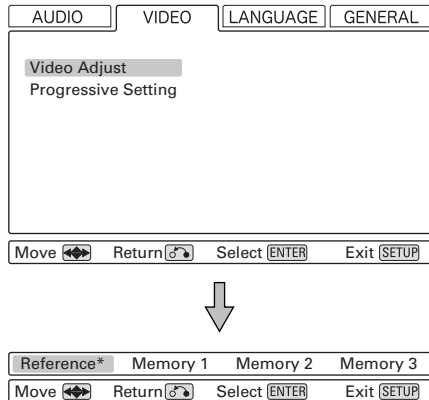 AUDIO VIDEO LANGUAGE GENERAL
Video Adjust
Progressive Setting
Move Return Select ENTER Exit SETUP
Reference* Memory 1 Memory 2 Memory 3
Move Return Select ENTER Exit SETUP